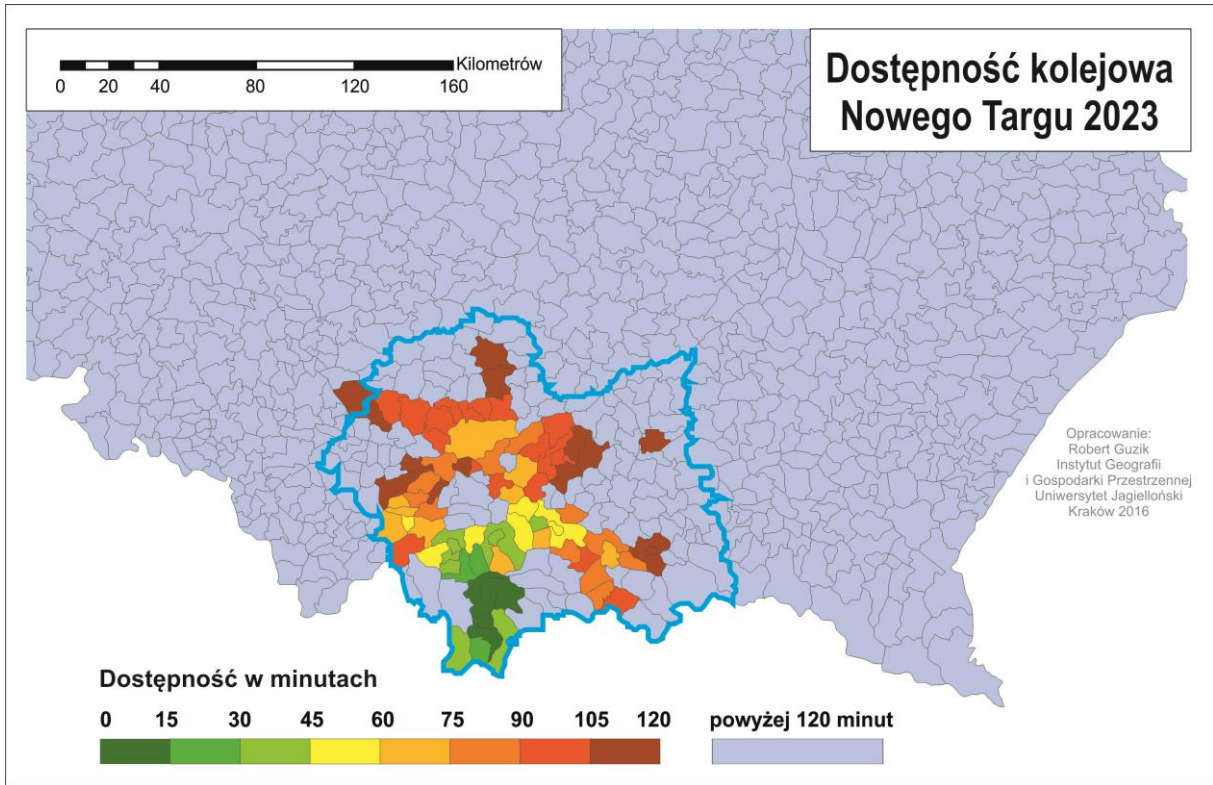 Kilometrów
0 20 40 80 120 160
Dostępność kolejowa
Nowego Targu 2023
Opracowanie:
Robert Guzik
Instytut Geografii
i Gospodarki Przestrzennej
Uniwersytet Jagielloński
Kraków 2016
Dostępność w minutach
0 15 30 45 60 75 90 105 120 powyżej 120 minut